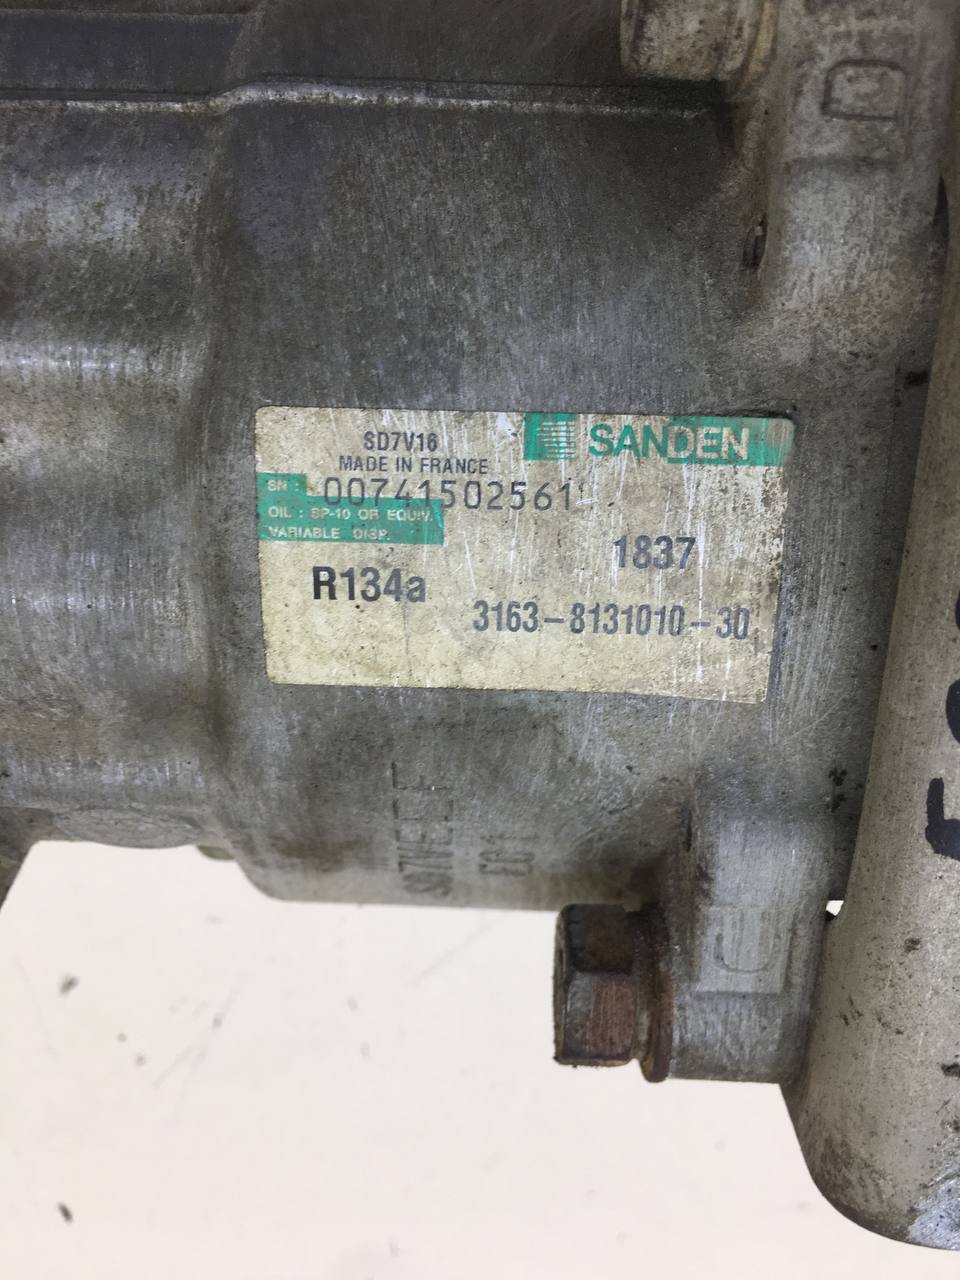 SD7V16
MADE IN FRANCE
SANDEN
SN : 00741502561
OIL : SP-10 OR EQUIV.
VARIABLE DISP.
1837
R134a
3163-8131010-30